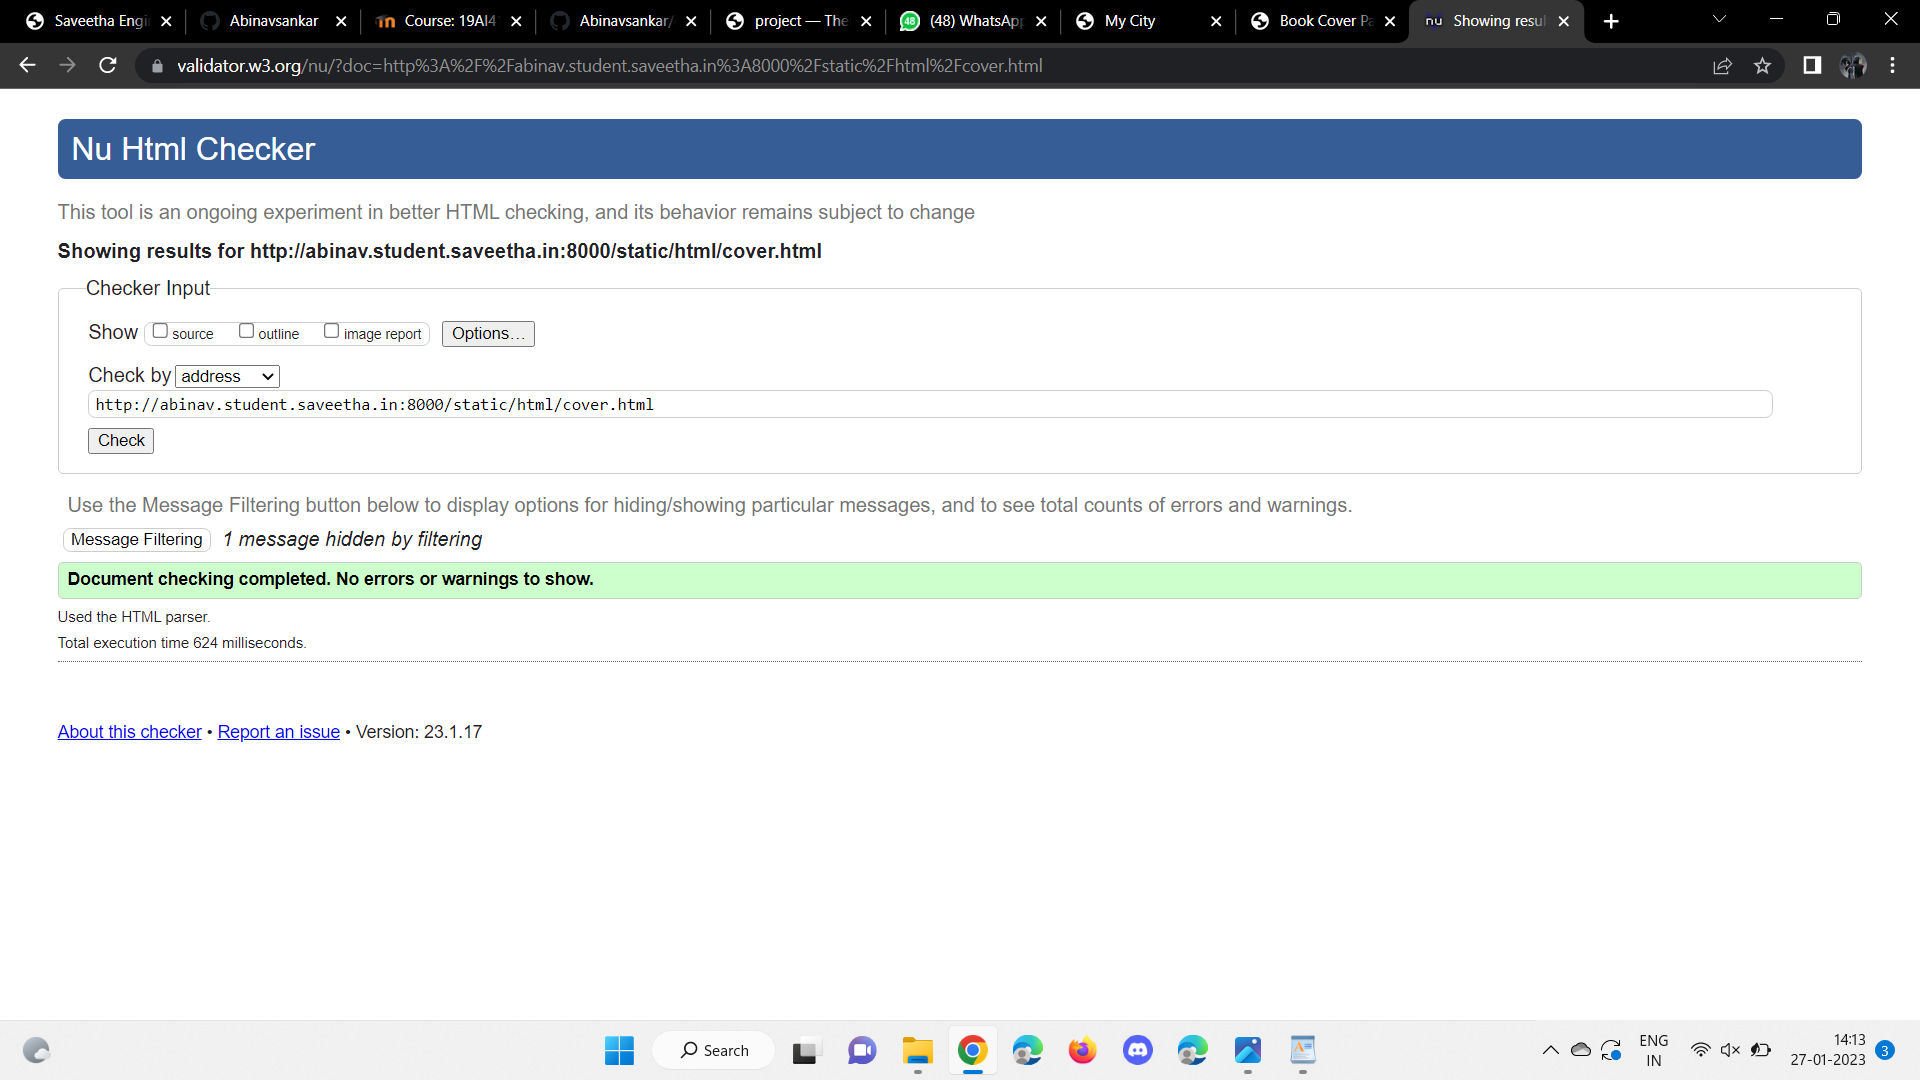 Saveetha Engi
Abinavsankar
Course: 19AI4
Abinavsankar/
project — The
(48) WhatsApp
My City
Book Cover Pa
nu Showing resul
validator.w3.org/nu/?doc=http%3A%2F%2Fabinav.student.saveetha.in%3A8000%2Fstatic%2Fhtml%2Fcover.html
Nu Html Checker
This tool is an ongoing experiment in better HTML checking, and its behavior remains subject to change
Showing results for http://abinav.student.saveetha.in:8000/static/html/cover.html
Checker Input
Show source outline image report Options...
Check by address
http://abinav.student.saveetha.in:8000/static/html/cover.html
Check
Use the Message Filtering button below to display options for hiding/showing particular messages, and to see total counts of errors and warnings.
Message Filtering 1 message hidden by filtering
Document checking completed. No errors or warnings to show.
Used the HTML parser.
Total execution time 624 milliseconds.
About this checker • Report an issue • Version: 23.1.17
Search
ENG
IN
14:13
27-01-2023
3